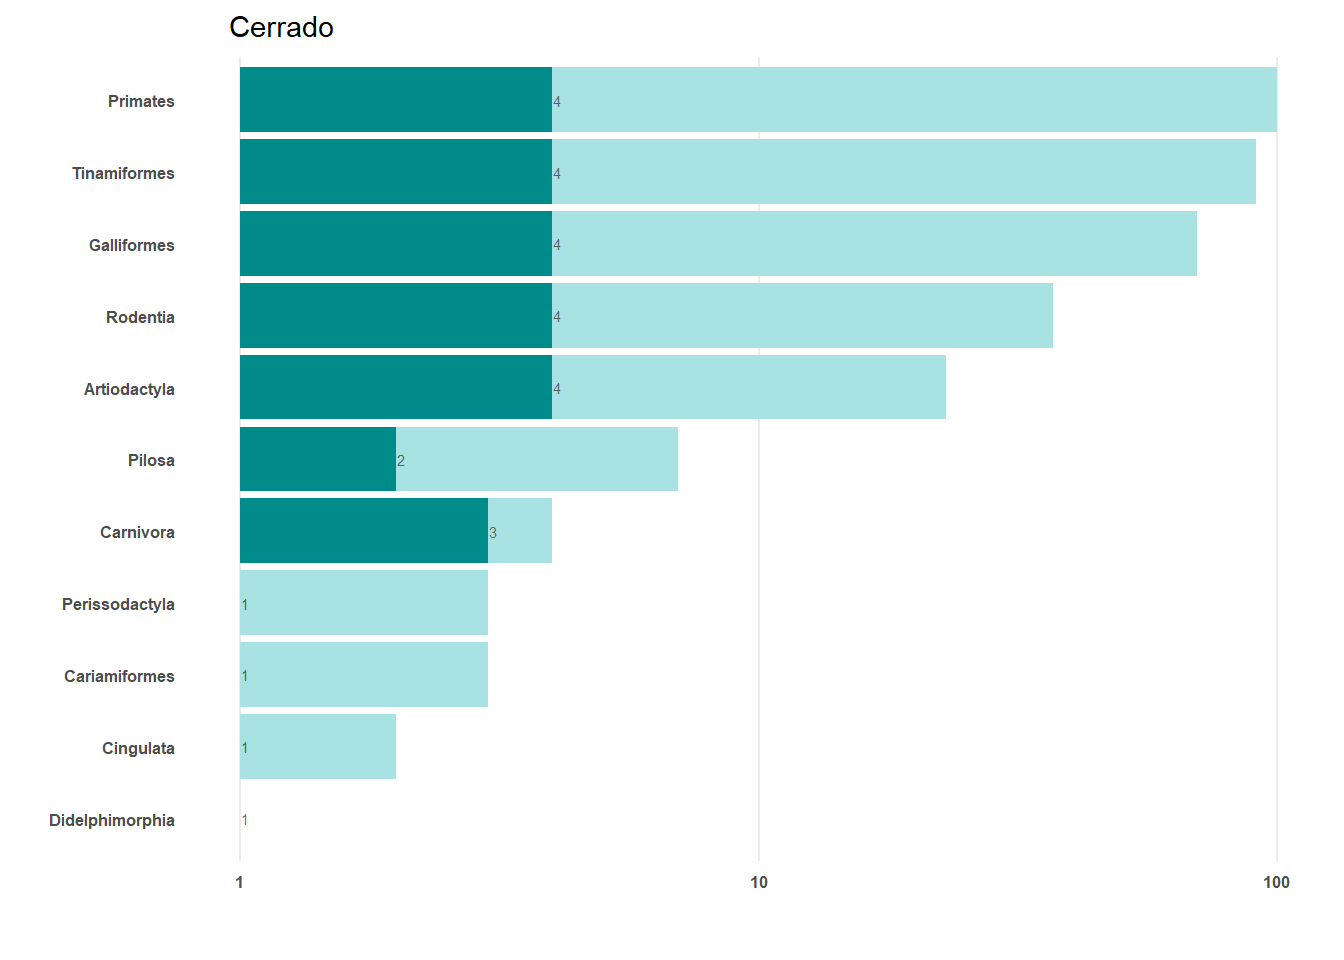 Cerrado
Primates 4
Tinamiformes 4
Galliformes 4
Rodentia 4
Artiodactyla 4
Pilosa 2
Carnivora 3
Perissodactyla 1
Cariamiformes 1
Cingulata 1
Didelphimorphia 1
1 10 100